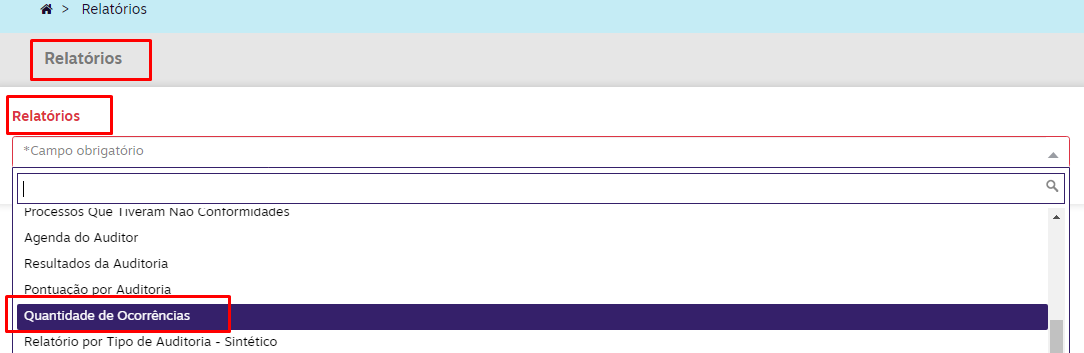 > Relatórios
Relatórios
Relatórios
*Campo obrigatório
Processos Que Tiveram Não Conformidades
Agenda do Auditor
Resultados da Auditoria
Pontuação por Auditoria
Quantidade de Ocorrências
Relatório por Tipo de Auditoria - Sintético